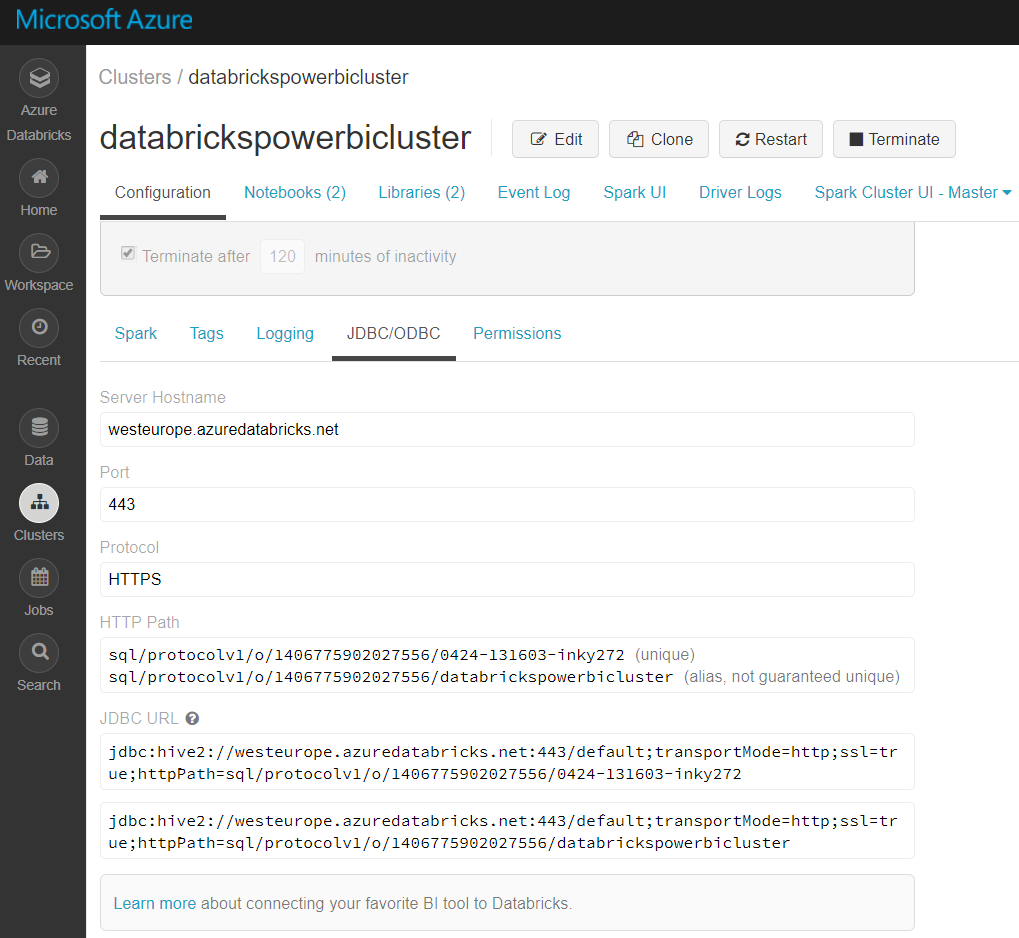 Microsoft Azure
Azure
Databricks
Home
Workspace
Recent
Data
Clusters
Jobs
Search
Clusters / databrickspowerbicluster
databrickspowerbicluster
Edit
Clone
Restart
Terminate
Configuration
Notebooks (2)
Libraries (2)
Event Log
Spark UI
Driver Logs
Spark Cluster UI - Master
Terminate after 120 minutes of inactivity
Spark
Tags
Logging
JDBC/ODBC
Permissions
Server Hostname
westeurope.azuredatabricks.net
Port
443
Protocol
HTTPS
HTTP Path
sql/protocolv1/o/1406775902027556/0424-131603-inky272 (unique)
sql/protocolv1/o/1406775902027556/databrickspowerbicluster (alias, not guaranteed unique)
JDBC URL ?
jdbc:hive2://westeurope.azuredatabricks.net:443/default;transportMode=http;ssl=tr
ue;httpPath=sql/protocolv1/o/1406775902027556/0424-131603-inky272
jdbc:hive2://westeurope.azuredatabricks.net:443/default;transportMode=http;ssl=tr
ue;httpPath=sql/protocolv1/o/1406775902027556/databrickspowerbicluster
Learn more about connecting your favorite BI tool to Databricks.